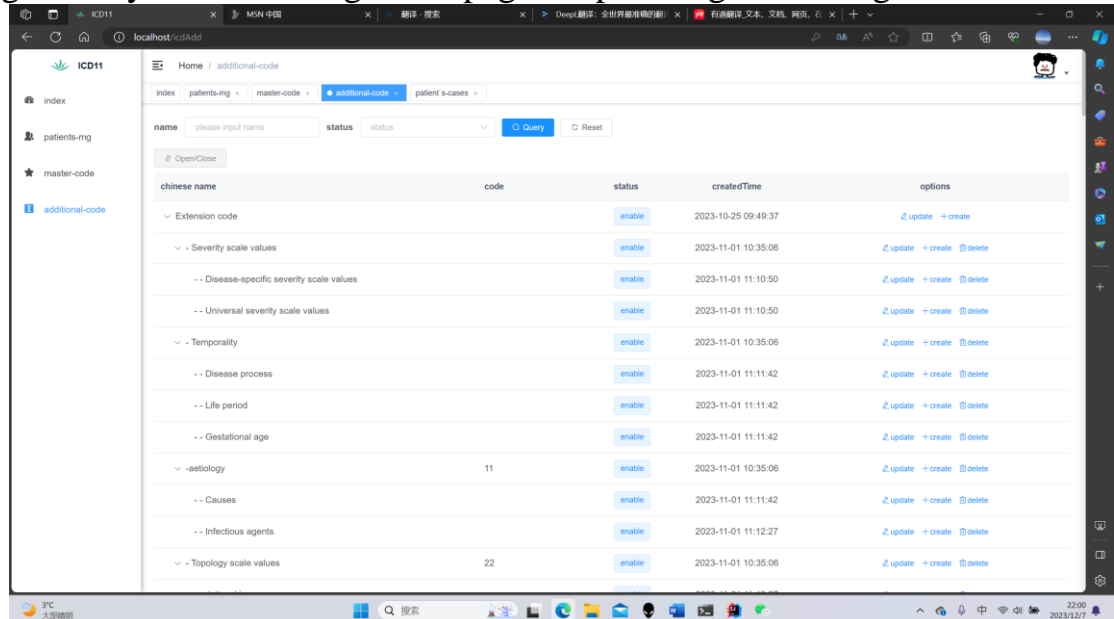 ICD11
MSN 中国
翻译 - 搜索
DeepL翻译：全世界最准确的翻译
有道翻译_文本、文档、网页、在
localhost/icdAdd
ICD11
Home / additional-code
index
patients-mg
master-code
additional-code
index patients-mg × master-code × additional-code × patient`s-cases ×
name please input name status status Query Reset
Open/Close
chinese name code status createdTime options
Extension code enable 2023-10-25 09:49:37 update +create
- Severity scale values enable 2023-11-01 10:35:06 update +create delete
- - Disease-specific severity scale values enable 2023-11-01 11:10:50 update +create delete
- - Universal severity scale values enable 2023-11-01 11:10:50 update +create delete
- Temporality enable 2023-11-01 10:35:06 update +create delete
- - Disease process enable 2023-11-01 11:11:42 update +create delete
- - Life period enable 2023-11-01 11:11:42 update +create delete
- - Gestational age enable 2023-11-01 11:11:42 update +create delete
-aetiology 11 enable 2023-11-01 10:35:06 update +create delete
- - Causes enable 2023-11-01 11:11:42 update +create delete
- - Infectious agents enable 2023-11-01 11:12:27 update +create delete
- Topology scale values 22 enable 2023-11-01 10:35:06 update +create delete
3°C
大部晴朗
搜索
中
22:00
2023/12/7